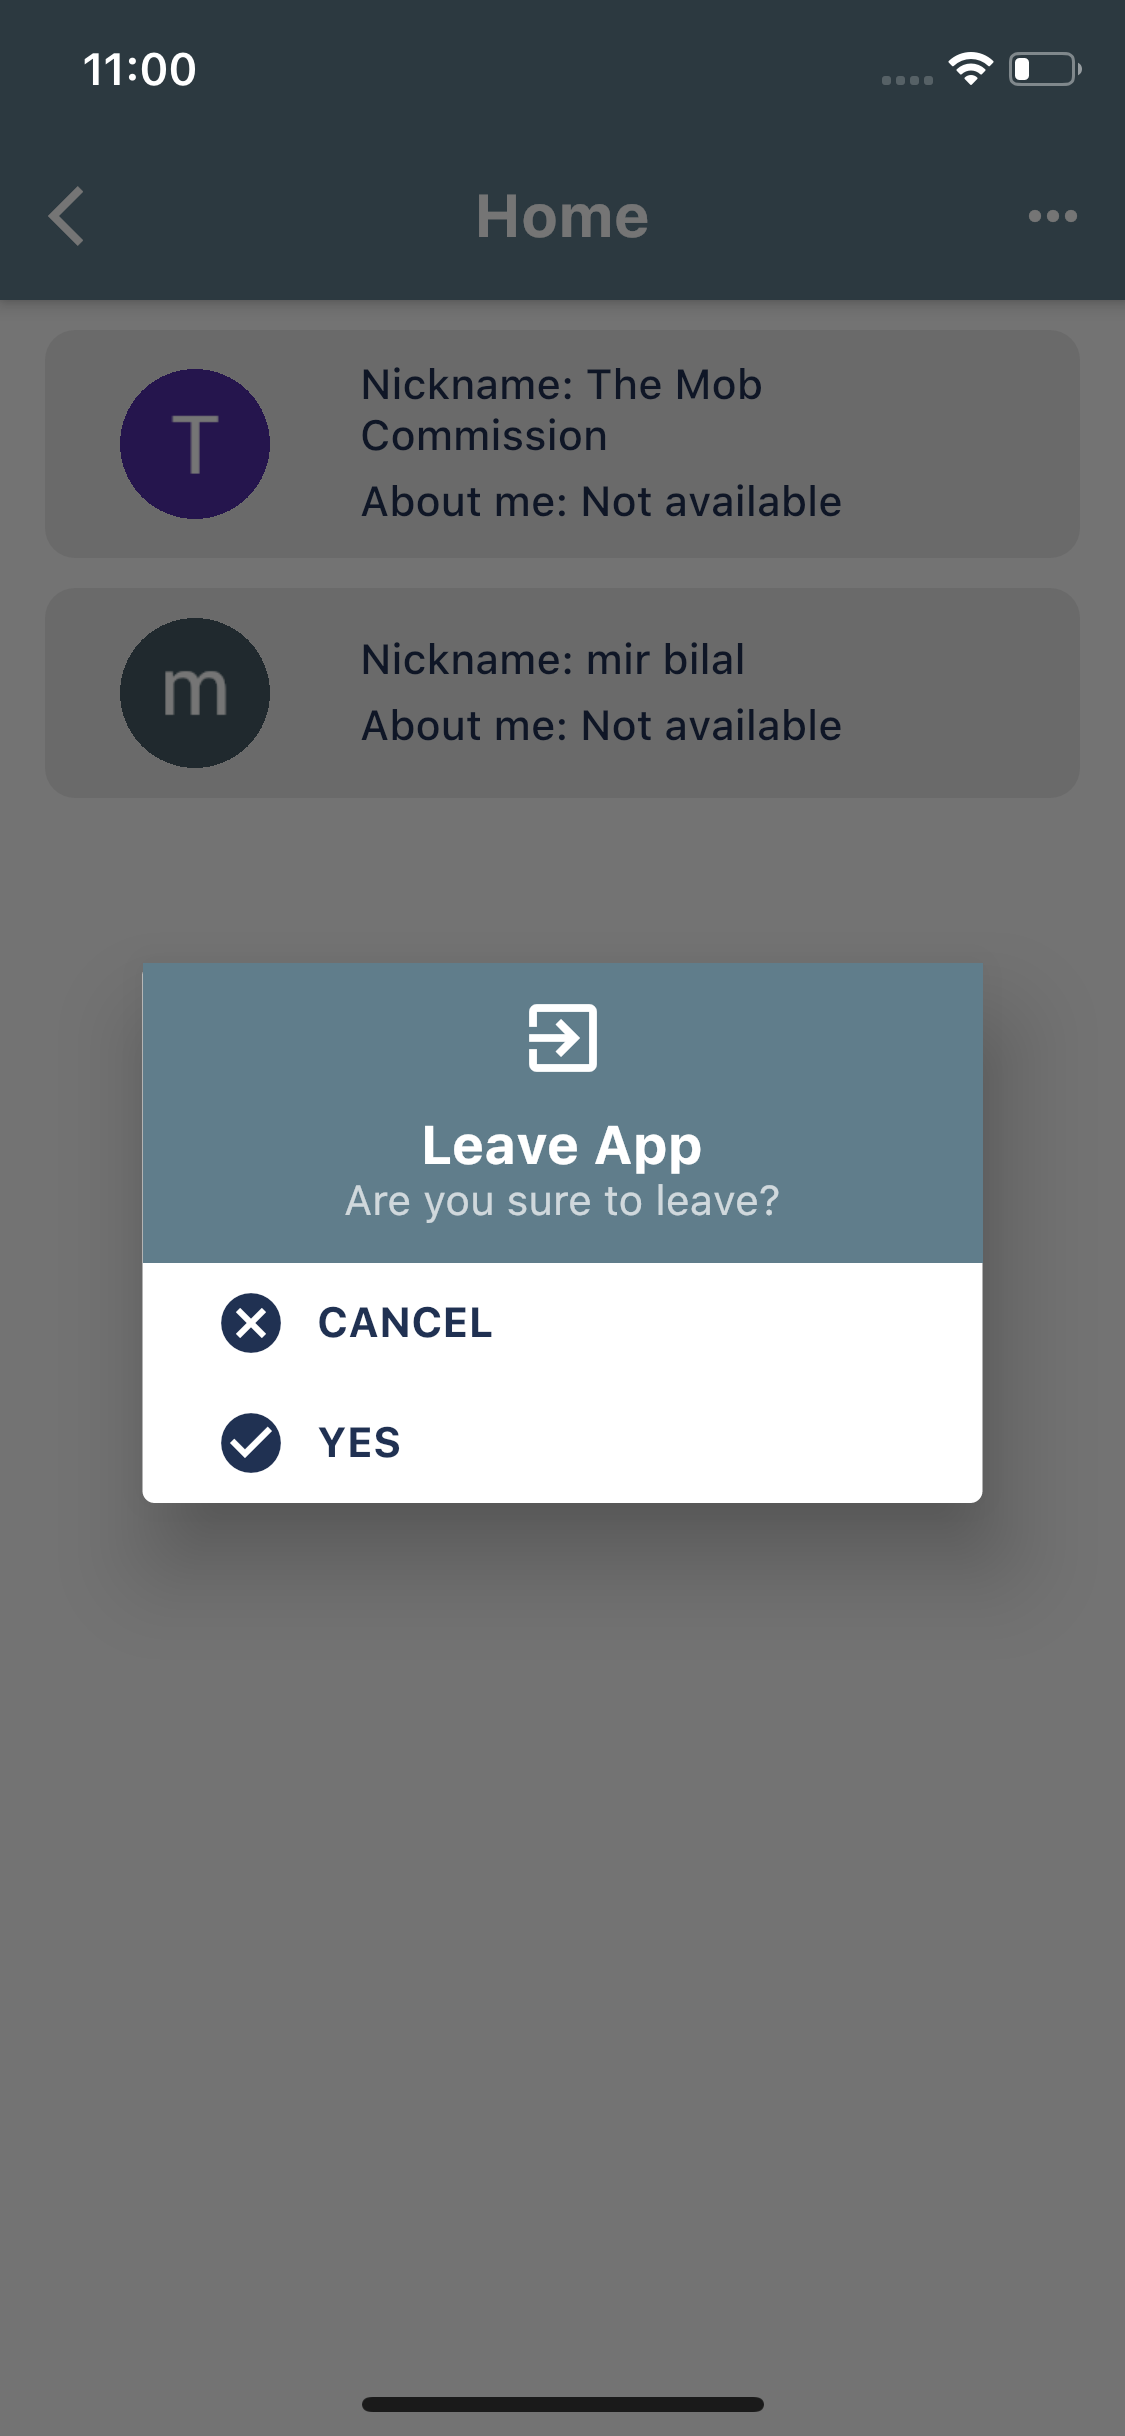 11:00
Home
T
Nickname: The Mob
Commission
About me: Not available
m
Nickname: mir bilal
About me: Not available
Leave App
Are you sure to leave?
CANCEL
YES